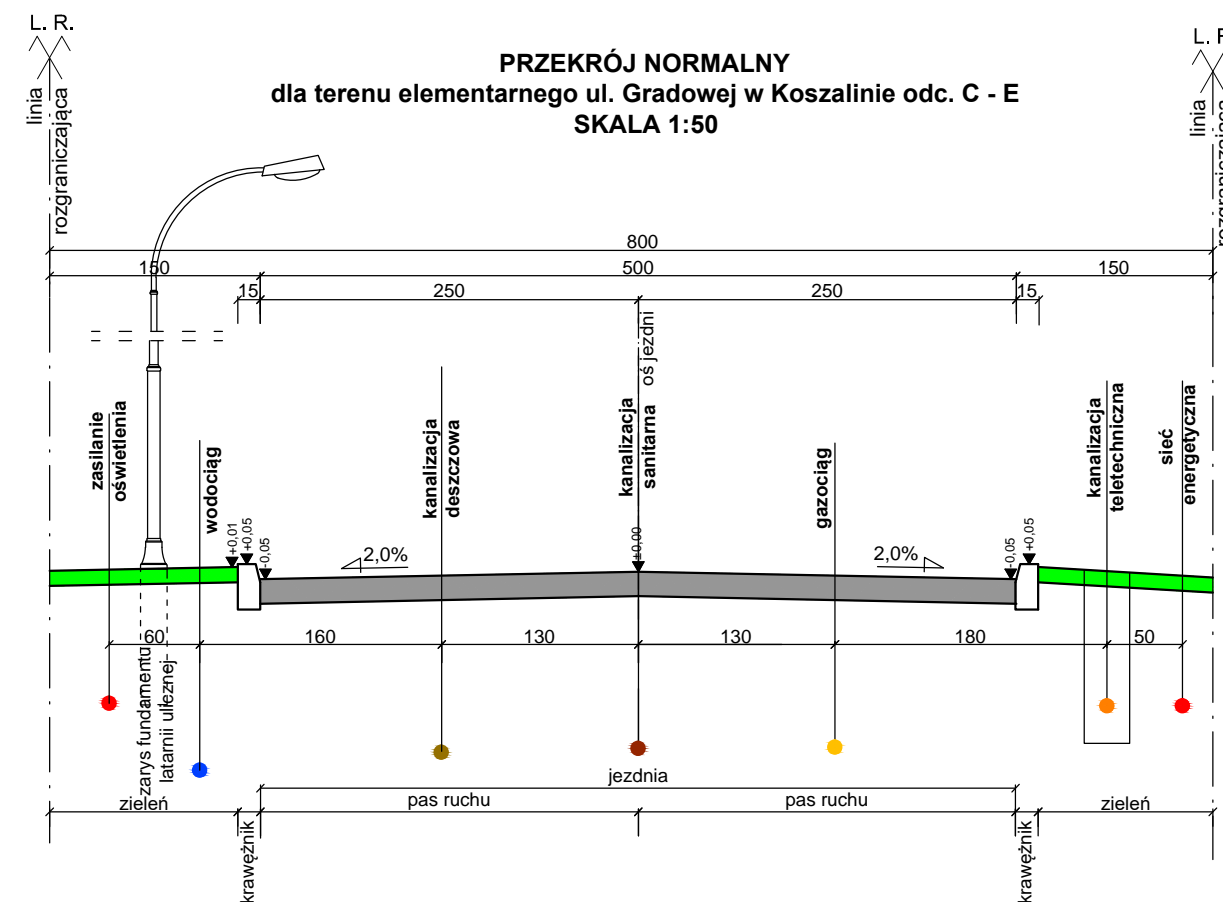 L. R.
L. R
PRZEKRÓJ NORMALNY
dla terenu elementarnego ul. Gradowej w Koszalinie odc. C - E
SKALA 1:50
linia
rozgraniczająca
linia
rozgraniczająca
800
150
500
150
15
250
250
15
oś jezdni
zasilanie
oświetlenia
wodociąg
kanalizacja
deszczowa
kanalizacja
sanitarna
gazociąg
kanalizacja
teletechniczna
sieć
energetyczna
+0,01
+0,05
-0,05
2,0%
±0,00
2,0%
-0,05
+0,05
60
160
130
130
180
50
zarys fundamentu
latarnii ulicznej
jezdnia
zieleń
pas ruchu
pas ruchu
zieleń
krawężnik
krawężnik